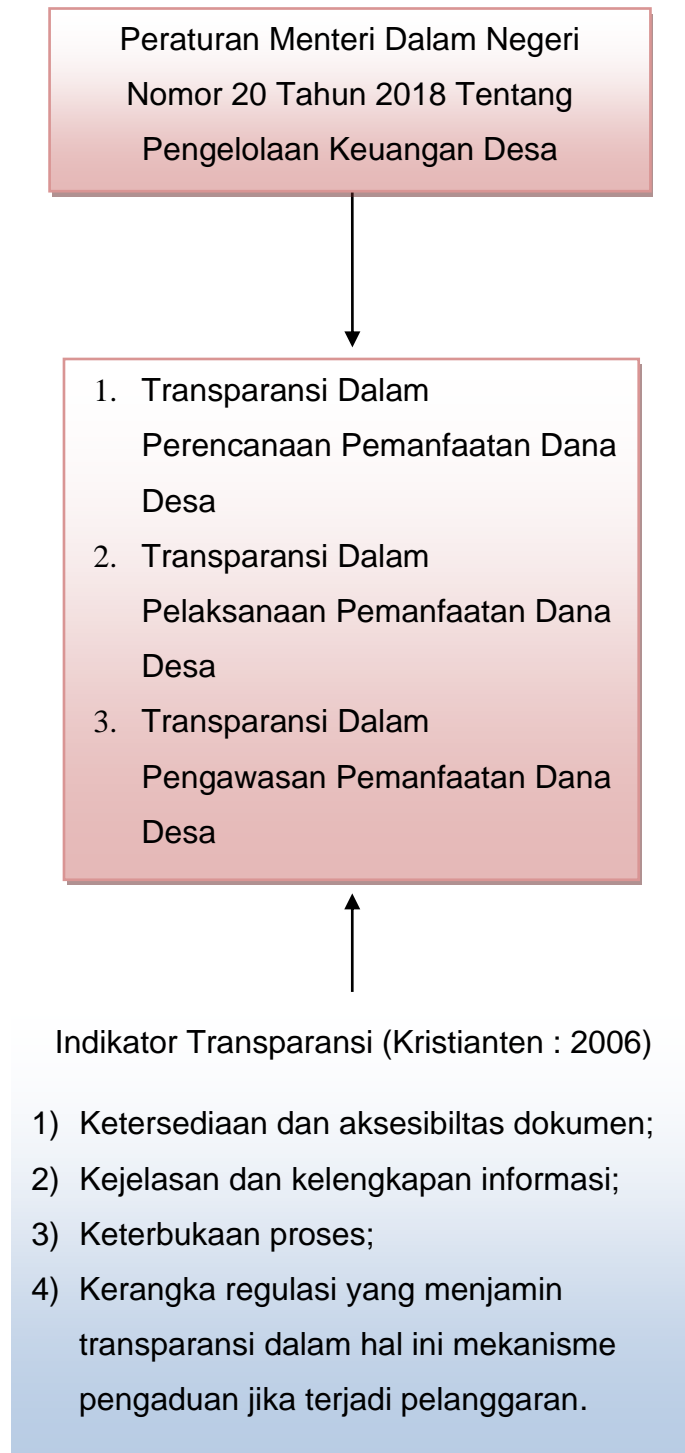 Peraturan Menteri Dalam Negeri
Nomor 20 Tahun 2018 Tentang
Pengelolaan Keuangan Desa
1. Transparansi Dalam
Perencanaan Pemanfaatan Dana
Desa
2. Transparansi Dalam
Pelaksanaan Pemanfaatan Dana
Desa
3. Transparansi Dalam
Pengawasan Pemanfaatan Dana
Desa
Indikator Transparansi (Kristianten : 2006)
1) Ketersediaan dan aksesibiltas dokumen;
2) Kejelasan dan kelengkapan informasi;
3) Keterbukaan proses;
4) Kerangka regulasi yang menjamin
transparansi dalam hal ini mekanisme
pengaduan jika terjadi pelanggaran.